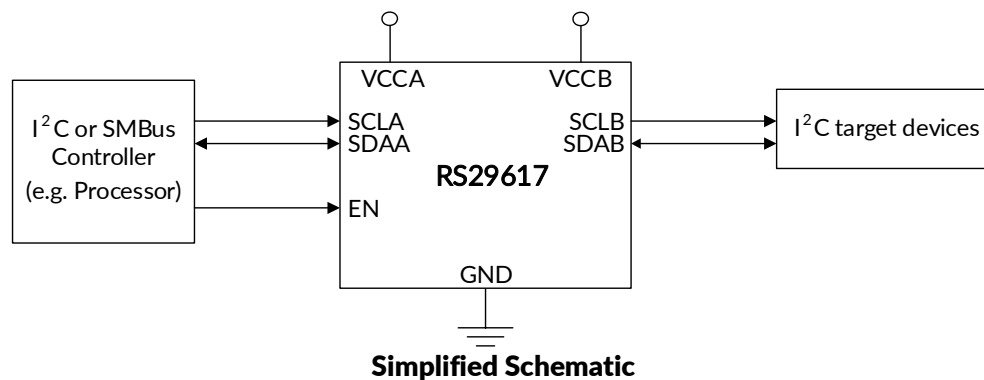 VCCA VCCB
I²C or SMBus
Controller
(e.g. Processor)
SCLA
SDAA
EN
SCLB
SDAB
RS29617
GND
I²C target devices
Simplified Schematic